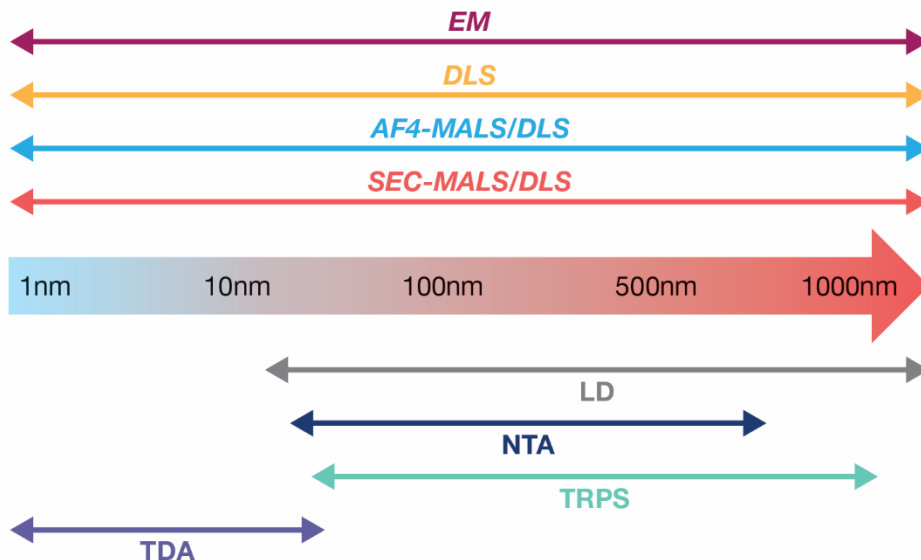 EM
DLS
AF4-MALS/DLS
SEC-MALS/DLS
1nm 10nm 100nm 500nm 1000nm
LD
NTA
TRPS
TDA